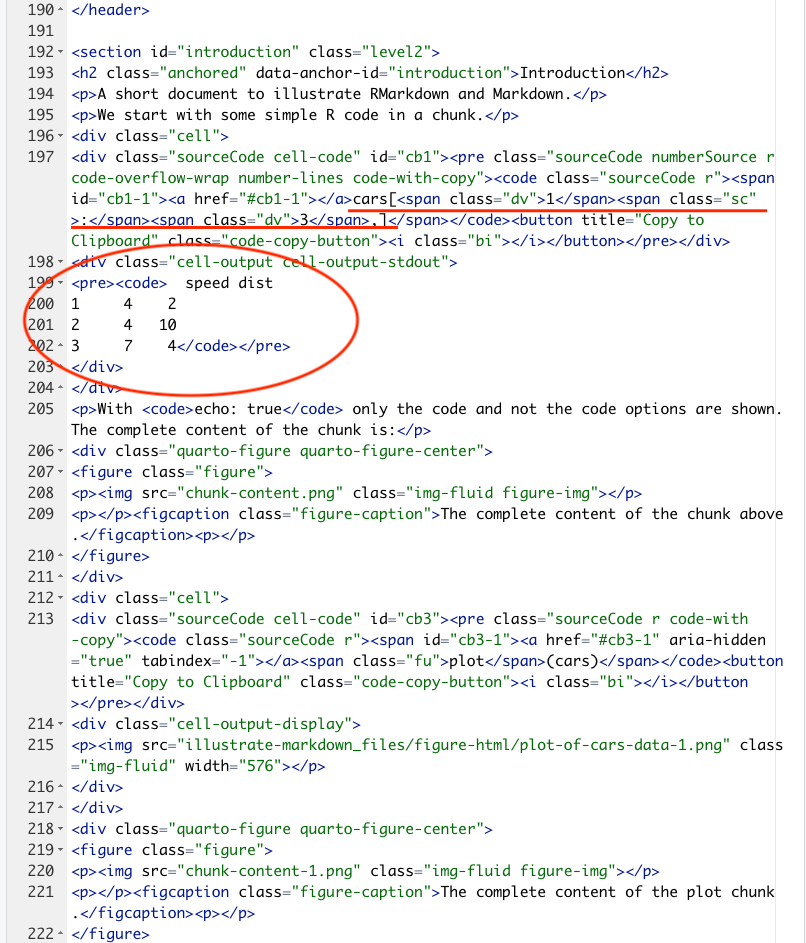 190 </header>
191
192 <section id="introduction" class="level2">
193 <h2 class="anchored" data-anchor-id="introduction">Introduction</h2>
194 <p>A short document to illustrate RMarkdown and Markdown.</p>
195 <p>We start with some simple R code in a chunk.</p>
196 <div class="cell">
197 <div class="sourceCode cell-code" id="cb1"><pre class="sourceCode numberSource r
code-overflow-wrap number-lines code-with-copy"><code class="sourceCode r"><span
id="cb1-1"><a href="#cb1-1"></a>cars[<span class="dv">1</span><span class="sc"
>:</span><span class="dv">3</span>,]</span></code><button title="Copy to
Clipboard" class="code-copy-button"><i class="bi"></i></button></pre></div>
198 <div class="cell-output cell-output-stdout">
199 <pre><code>  speed dist
200 1     4    2
201 2     4   10
202 3     7    4</code></pre>
203 </div>
204 </div>
205 <p>With <code>echo: true</code> only the code and not the code options are shown.
The complete content of the chunk is:</p>
206 <div class="quarto-figure quarto-figure-center">
207 <figure class="figure">
208 <p><img src="chunk-content.png" class="img-fluid figure-img"></p>
209 <p></p><figcaption class="figure-caption">The complete content of the chunk above
.</figcaption><p></p>
210 </figure>
211 </div>
212 <div class="cell">
213 <div class="sourceCode cell-code" id="cb3"><pre class="sourceCode r code-with
-copy"><code class="sourceCode r"><span id="cb3-1"><a href="#cb3-1" aria-hidden
="true" tabindex="-1"></a><span class="fu">plot</span>(cars)</span></code><button
title="Copy to Clipboard" class="code-copy-button"><i class="bi"></i></button
></pre></div>
214 <div class="cell-output-display">
215 <p><img src="illustrate-markdown_files/figure-html/plot-of-cars-data-1.png" class
="img-fluid" width="576"></p>
216 </div>
217 </div>
218 <div class="quarto-figure quarto-figure-center">
219 <figure class="figure">
220 <p><img src="chunk-content-1.png" class="img-fluid figure-img"></p>
221 <p></p><figcaption class="figure-caption">The complete content of the plot chunk
.</figcaption><p></p>
222 </figure>